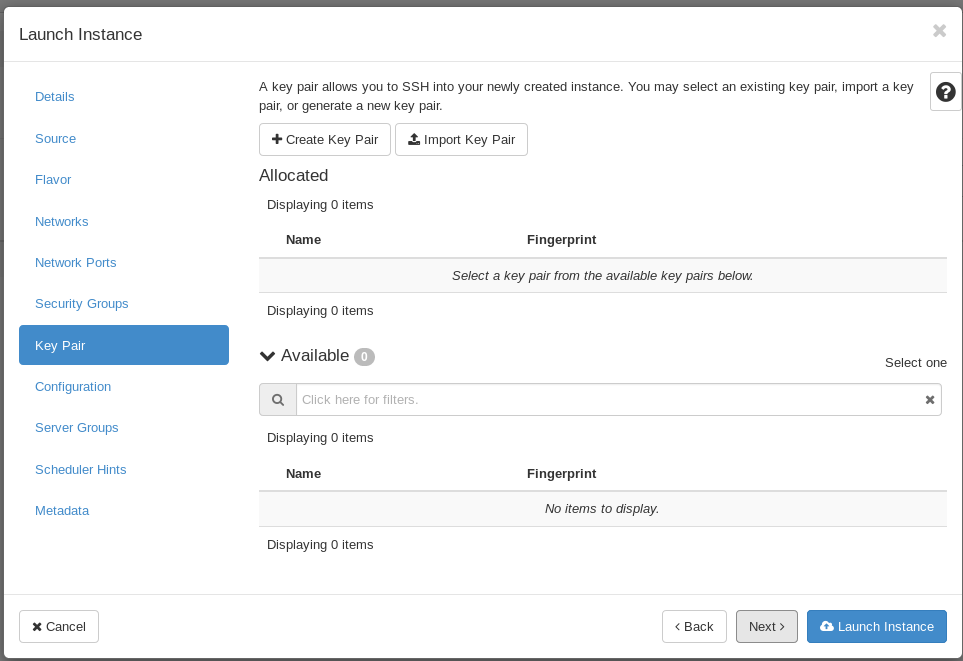 Launch Instance
Details
Source
Flavor
Networks
Network Ports
Security Groups
Key Pair
Configuration
Server Groups
Scheduler Hints
Metadata
A key pair allows you to SSH into your newly created instance. You may select an existing key pair, import a key
pair, or generate a new key pair.
Create Key Pair Import Key Pair
Allocated
Displaying 0 items
Name Fingerprint
Select a key pair from the available key pairs below.
Displaying 0 items
Available 0
Select one
Click here for filters.
Displaying 0 items
Name Fingerprint
No items to display.
Displaying 0 items
Cancel
Back
Next
Launch Instance